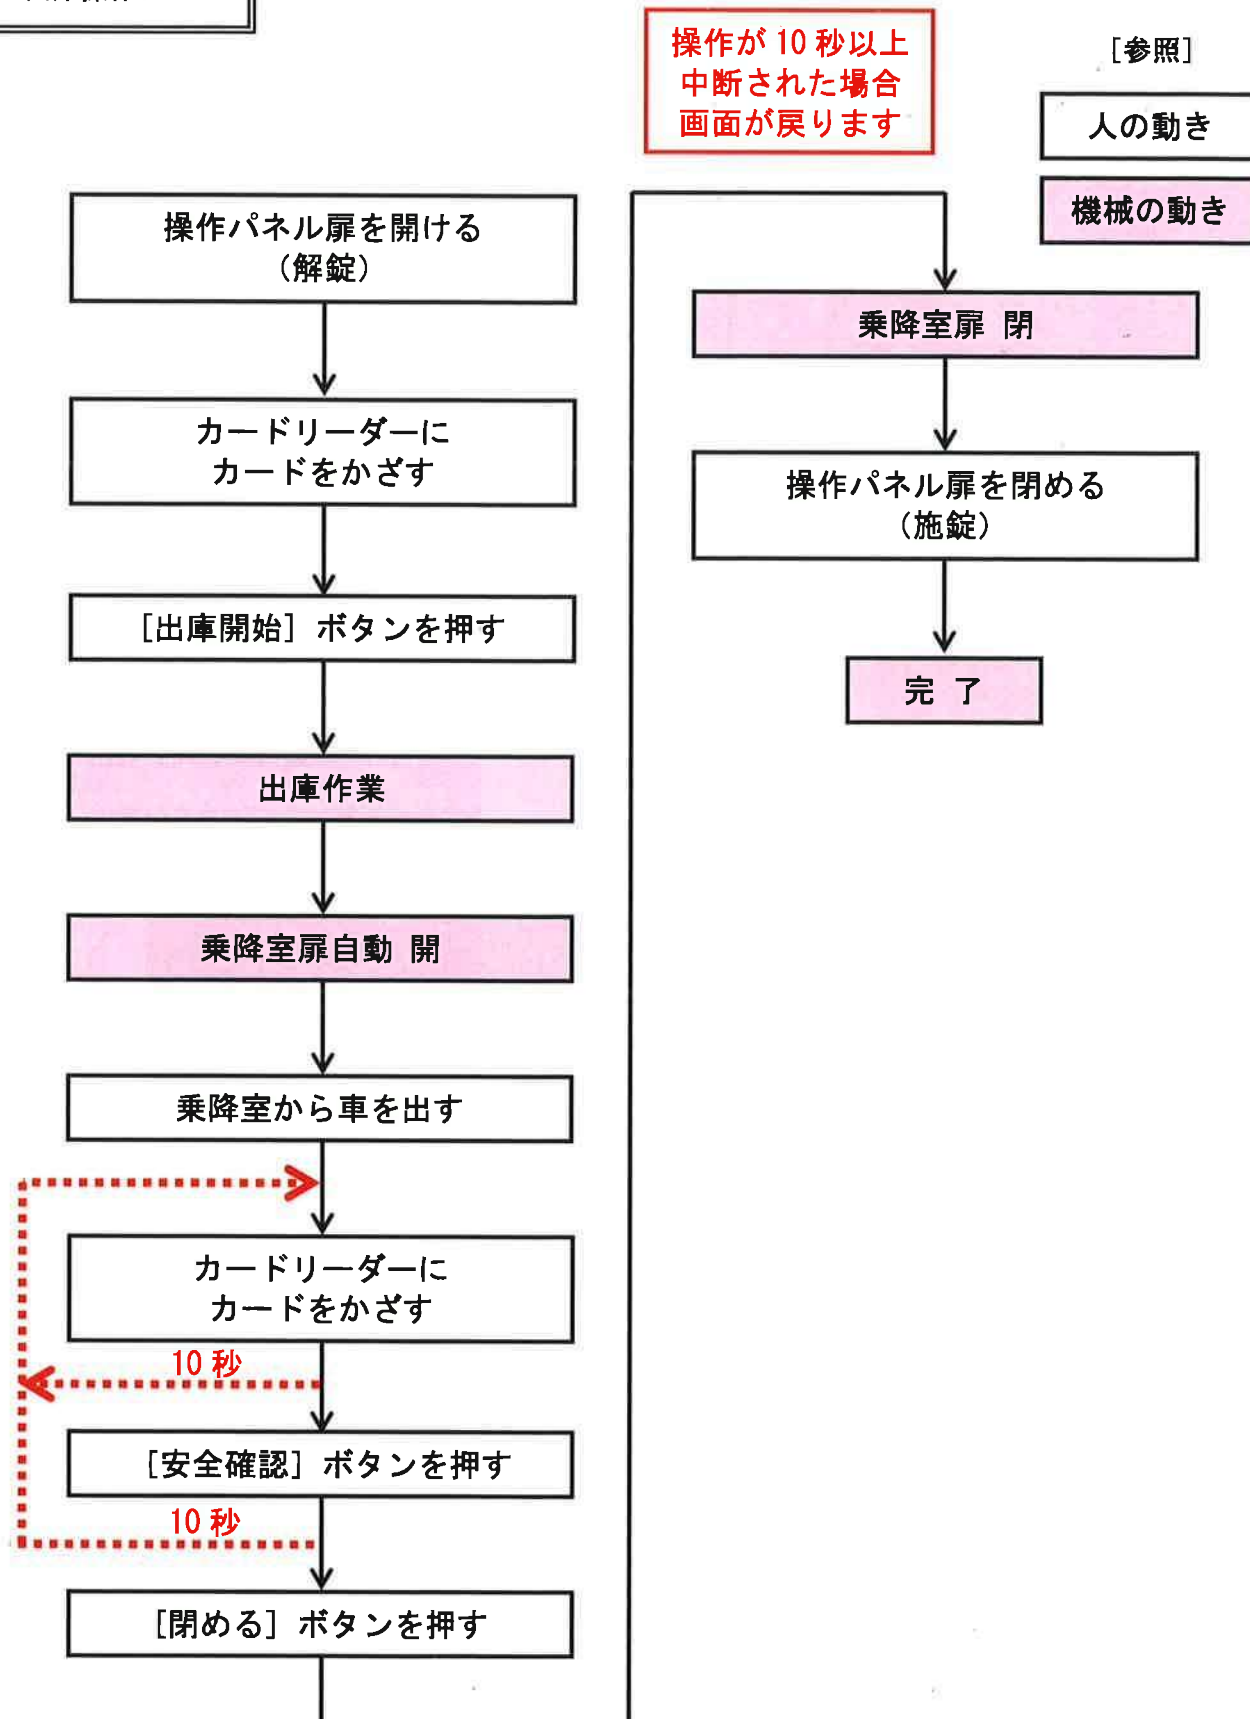 操作が10秒以上
中断された場合
画面が戻ります
[参照]
人の動き
機械の動き
操作パネル扉を開ける
(解錠)
カードリーダーに
カードをかざす
[出庫開始] ボタンを押す
出庫作業
乗降室扉自動 開
乗降室から車を出す
カードリーダーに
カードをかざす
10秒
[安全確認] ボタンを押す
10秒
[閉める] ボタンを押す
乗降室扉 閉
操作パネル扉を閉める
(施錠)
完了